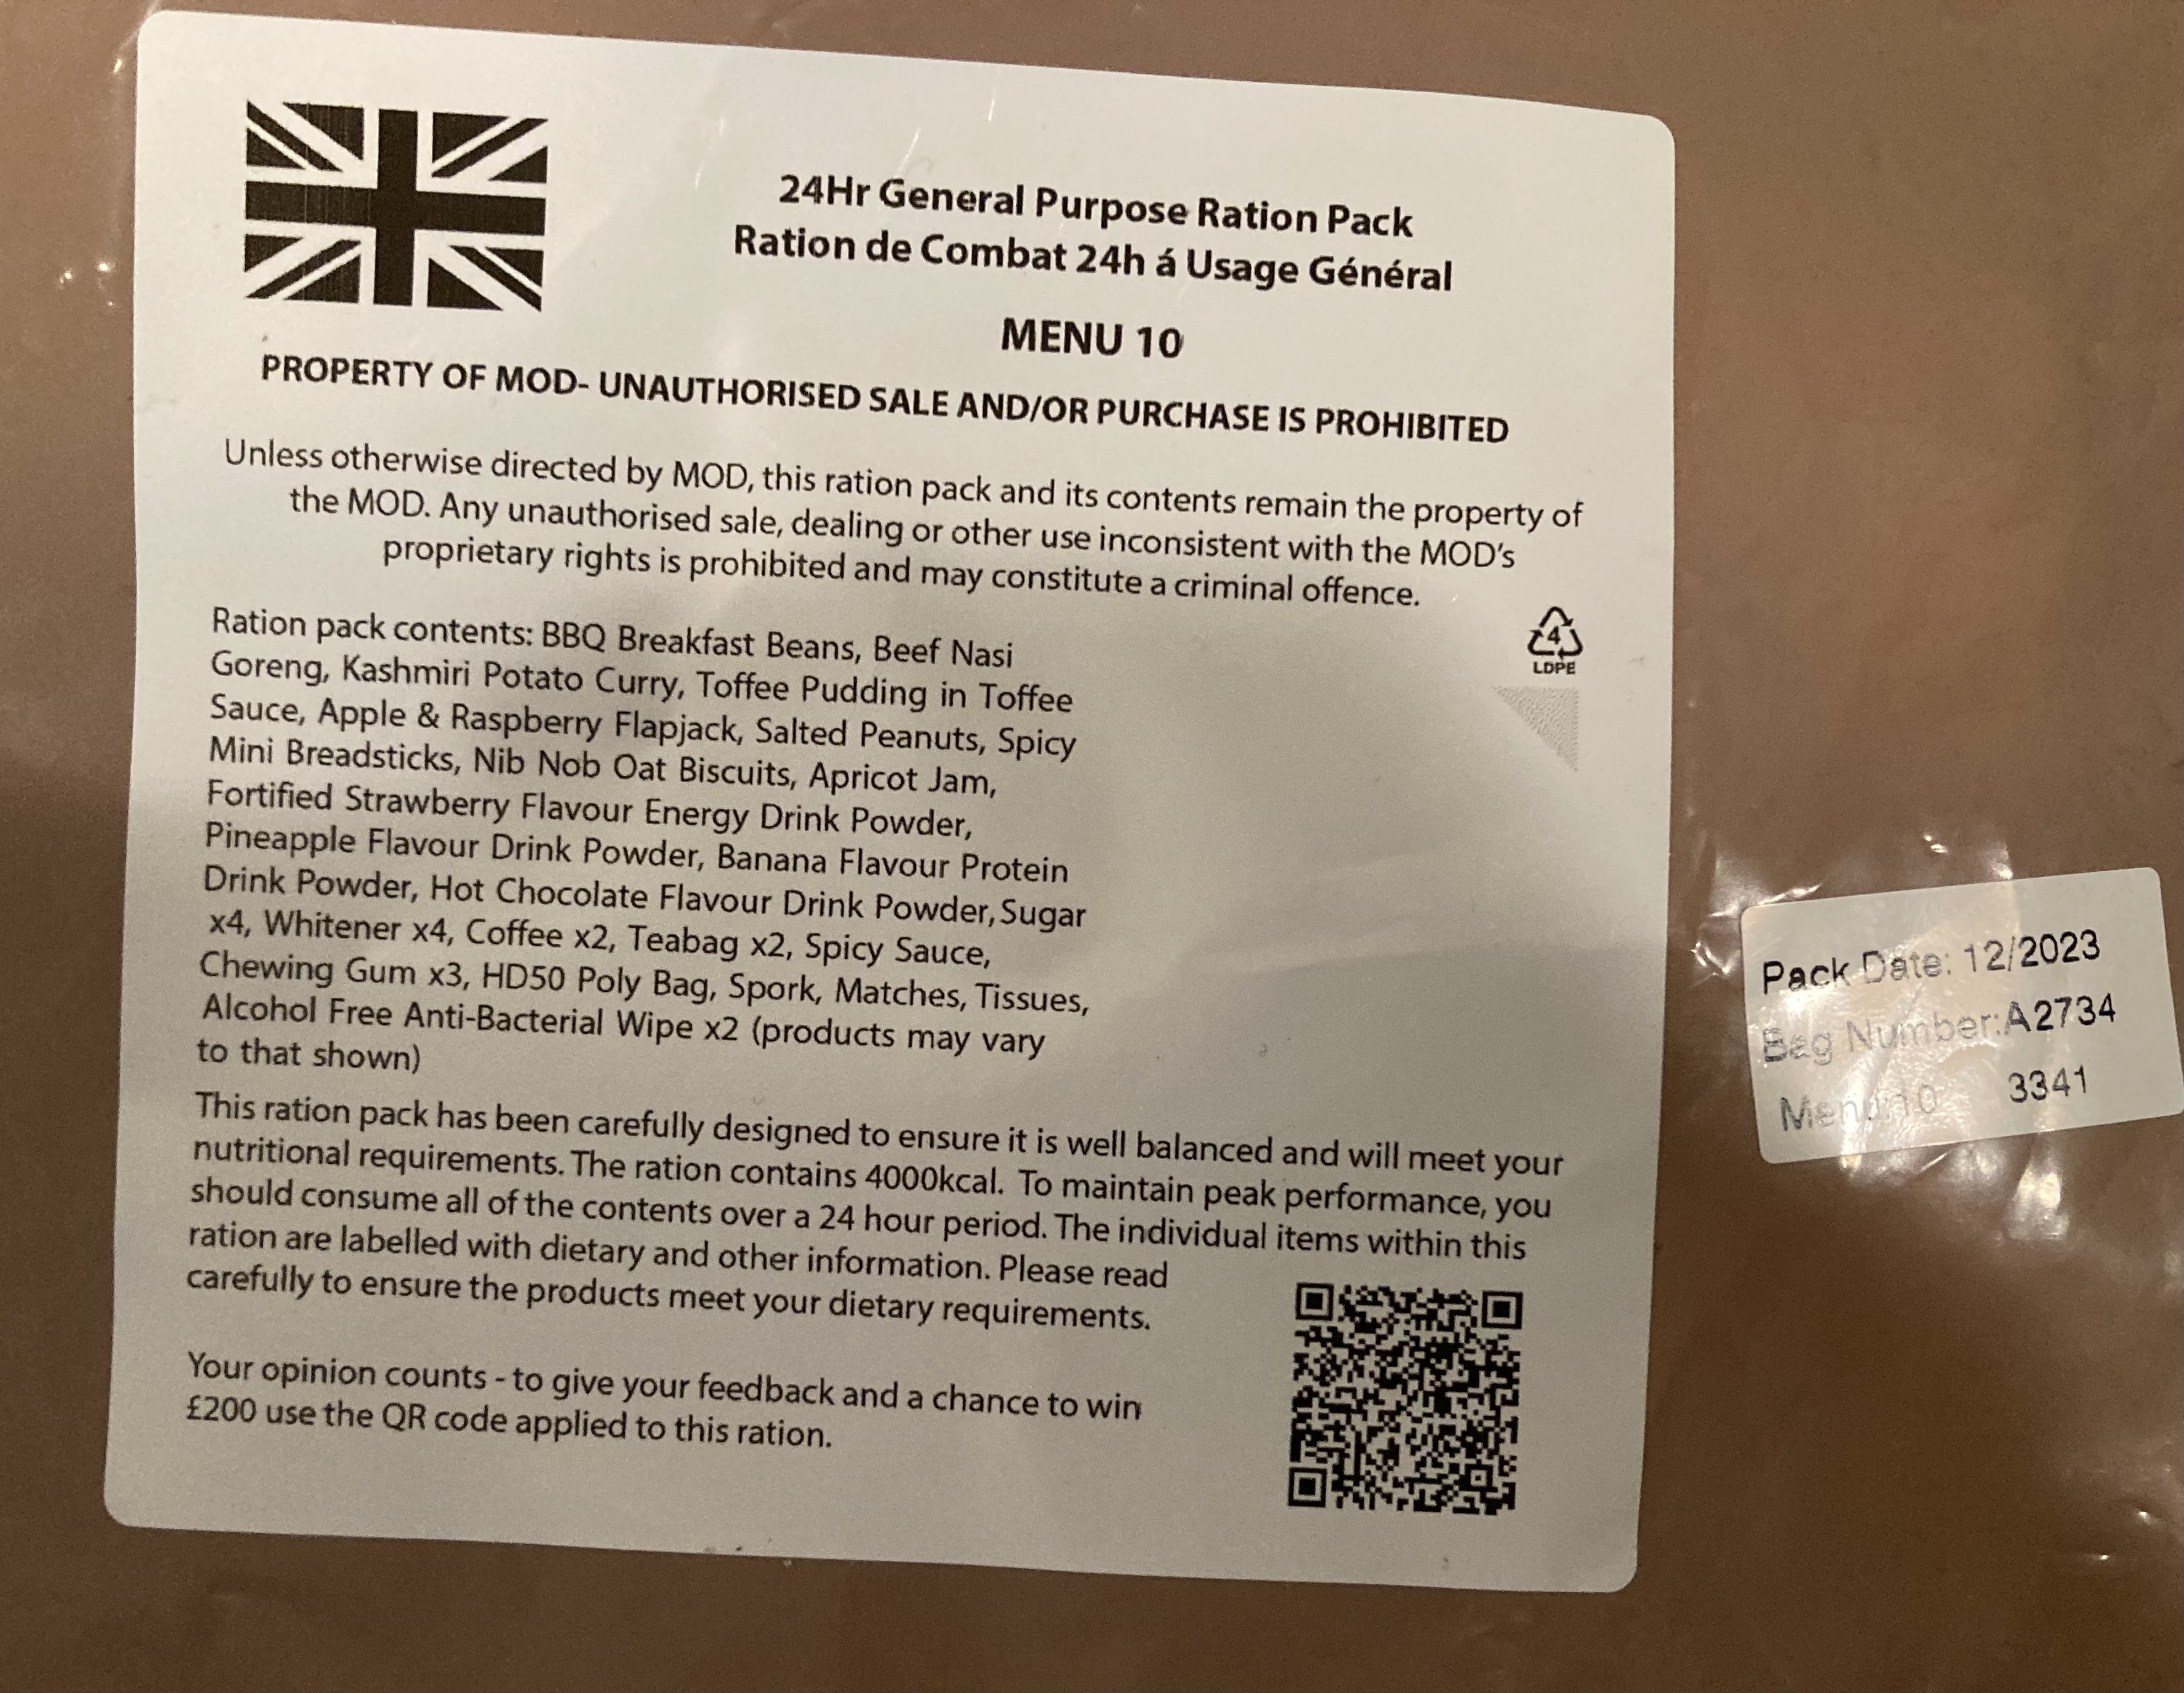 24Hr General Purpose Ration Pack
Ration de Combat 24h á Usage Général
MENU 10
PROPERTY OF MOD- UNAUTHORISED SALE AND/OR PURCHASE IS PROHIBITED
Unless otherwise directed by MOD, this ration pack and its contents remain the property of
the MOD. Any unauthorised sale, dealing or other use inconsistent with the MOD's
proprietary rights is prohibited and may constitute a criminal offence.
4
LDPE
Ration pack contents: BBQ Breakfast Beans, Beef Nasi
Goreng, Kashmiri Potato Curry, Toffee Pudding in Toffee
Sauce, Apple & Raspberry Flapjack, Salted Peanuts, Spicy
Mini Breadsticks, Nib Nob Oat Biscuits, Apricot Jam,
Fortified Strawberry Flavour Energy Drink Powder,
Pineapple Flavour Drink Powder, Banana Flavour Protein
Drink Powder, Hot Chocolate Flavour Drink Powder, Sugar
x4, Whitener x4, Coffee x2, Teabag x2, Spicy Sauce,
Chewing Gum x3, HD50 Poly Bag, Spork, Matches, Tissues,
Alcohol Free Anti-Bacterial Wipe x2 (products may vary
to that shown)
This ration pack has been carefully designed to ensure it is well balanced and will meet your
nutritional requirements. The ration contains 4000kcal. To maintain peak performance, you
should consume all of the contents over a 24 hour period. The individual items within this
ration are labelled with dietary and other information. Please read
carefully to ensure the products meet your dietary requirements.
Your opinion counts - to give your feedback and a chance to win
£200 use the QR code applied to this ration.
Pack Date: 12/2023
Bag Number:A2734
Menu:10 3341